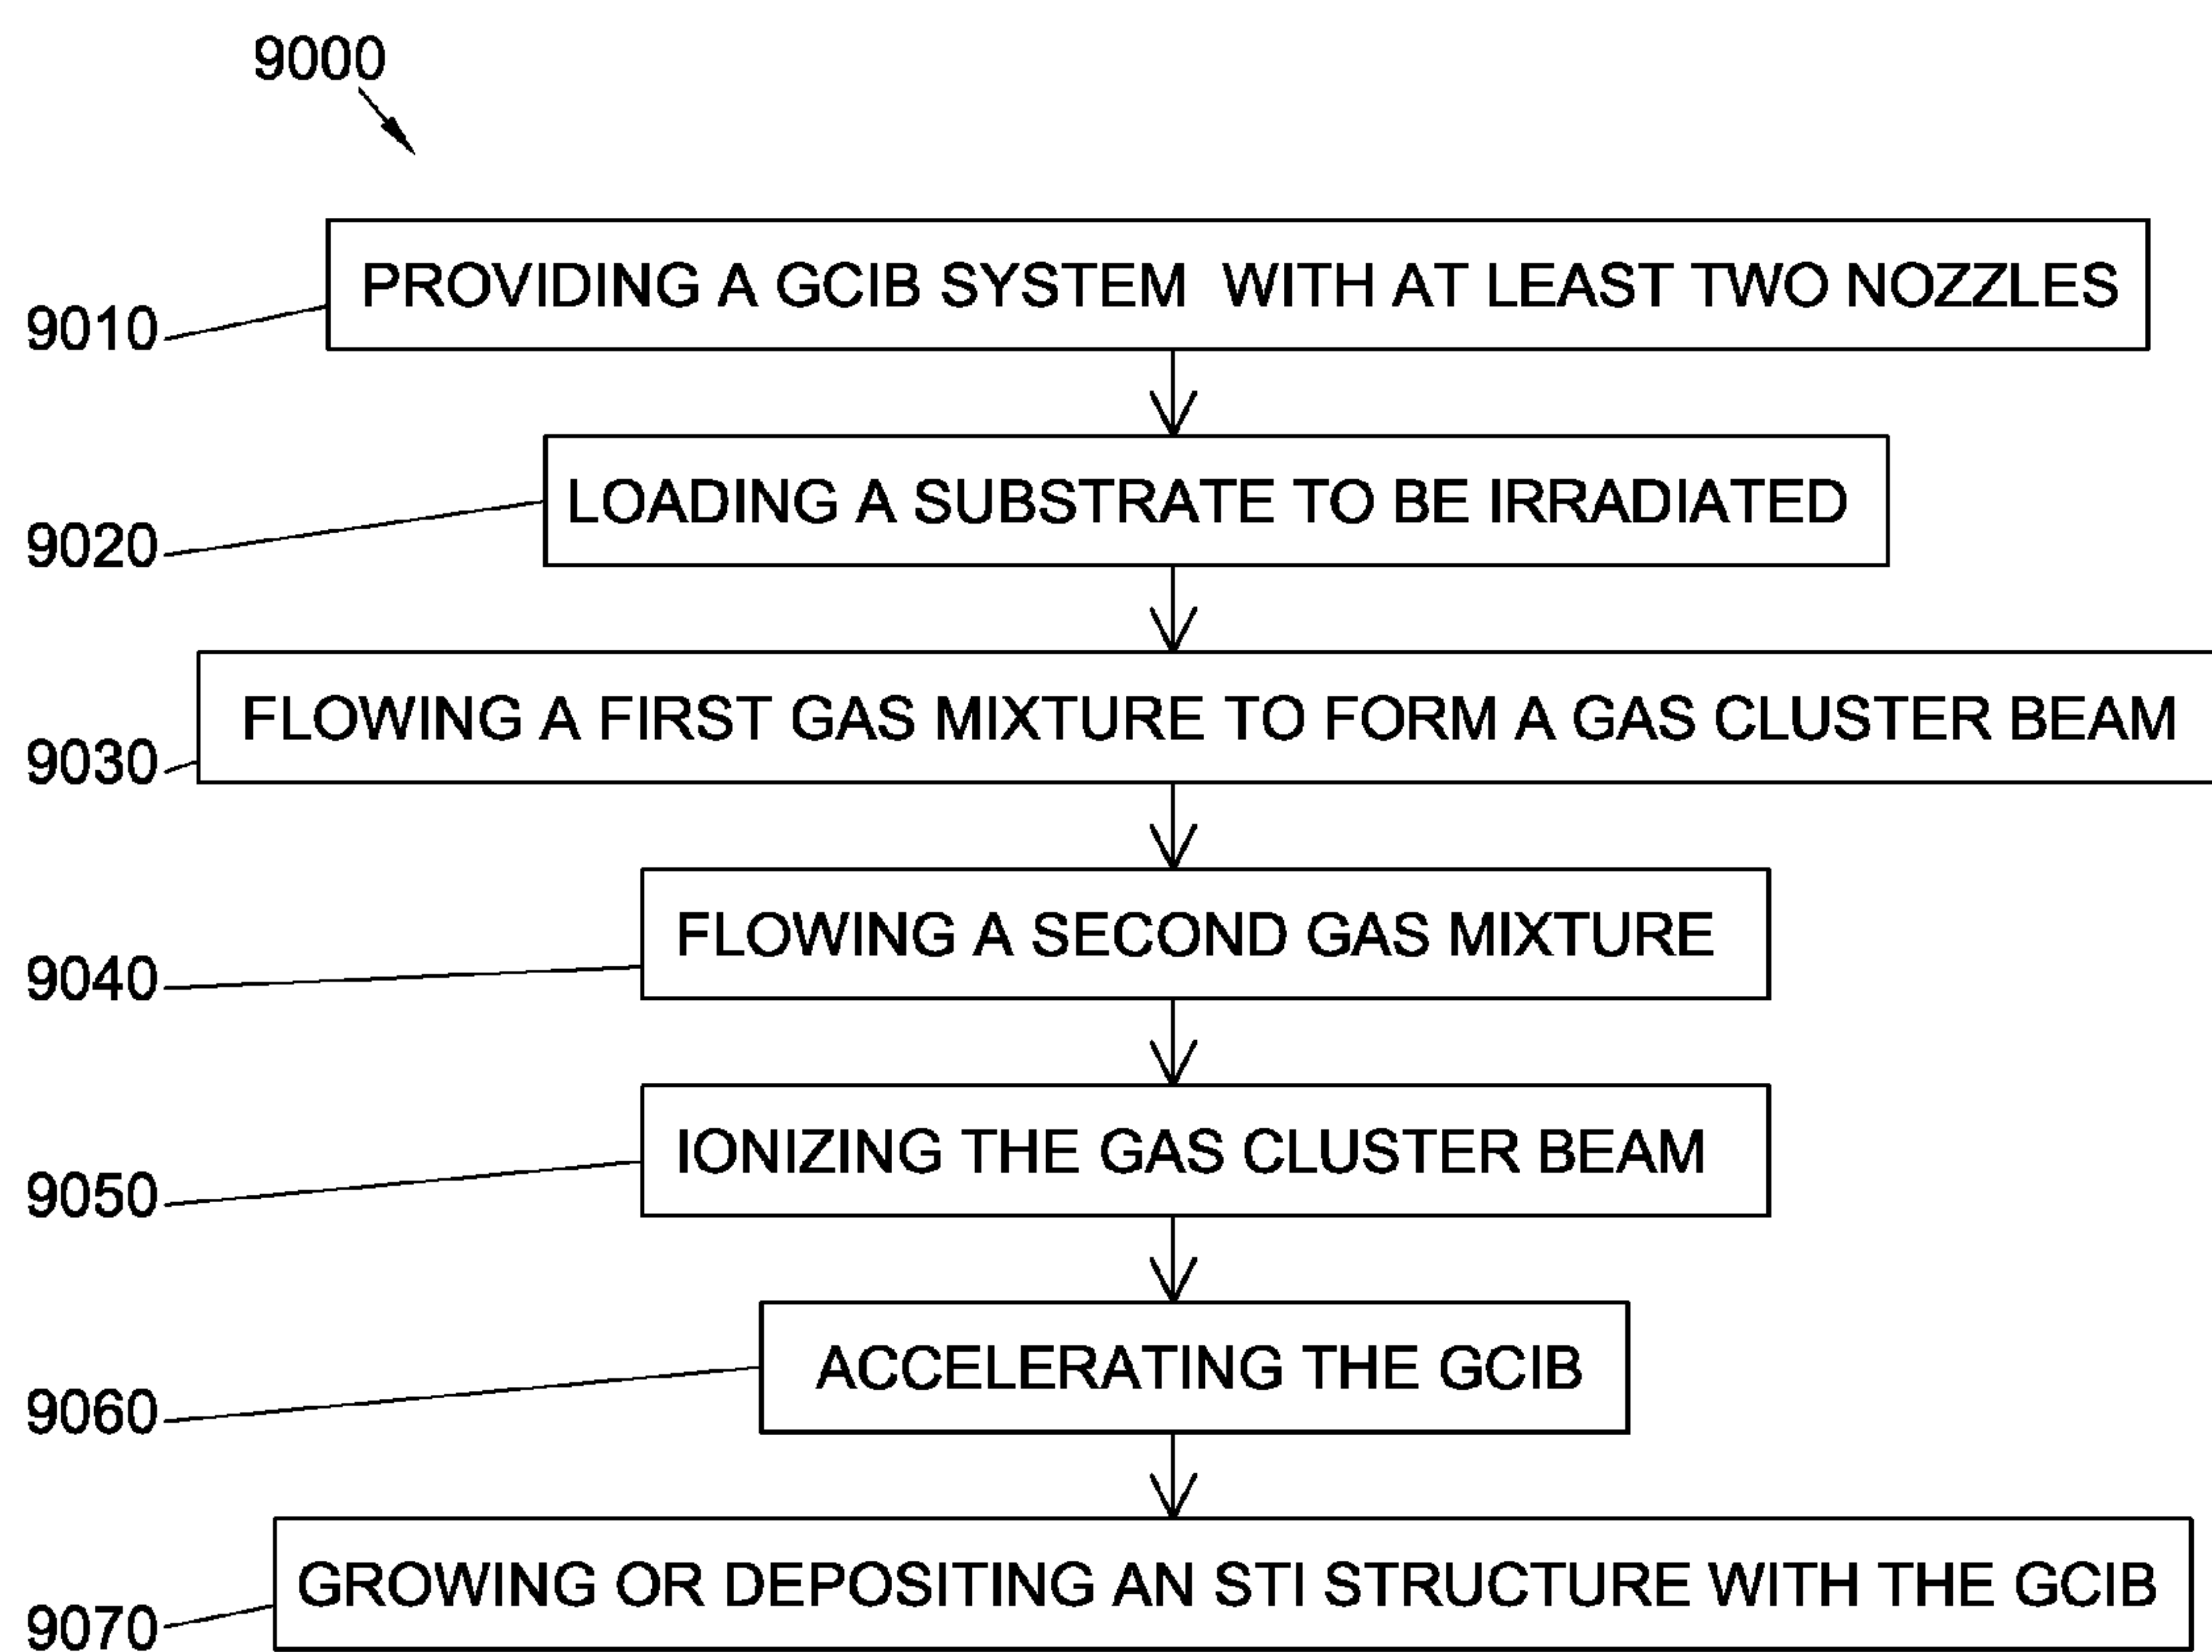 9000
9010
PROVIDING A GCIB SYSTEM WITH AT LEAST TWO NOZZLES
9020
LOADING A SUBSTRATE TO BE IRRADIATED
9030
FLOWING A FIRST GAS MIXTURE TO FORM A GAS CLUSTER BEAM
9040
FLOWING A SECOND GAS MIXTURE
9050
IONIZING THE GAS CLUSTER BEAM
9060
ACCELERATING THE GCIB
9070
GROWING OR DEPOSITING AN STI STRUCTURE WITH THE GCIB